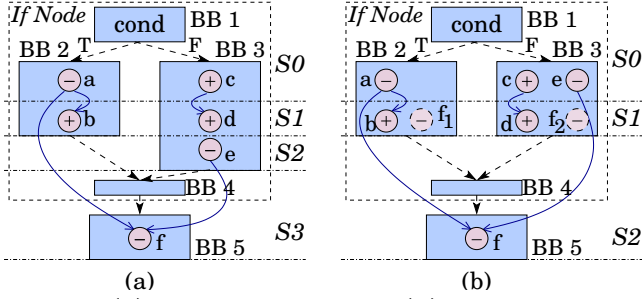 If Node cond BB 1
BB 2 T F BB 3
− a + c S0
+ b + d S1
− e S2
BB 4
− f BB 5 S3
(a)
If Node cond BB 1
BB 2 T F BB 3
a − c + e − S0
b + − f1 d + f2 − S1
BB 4
− f BB 5 S2
(b)